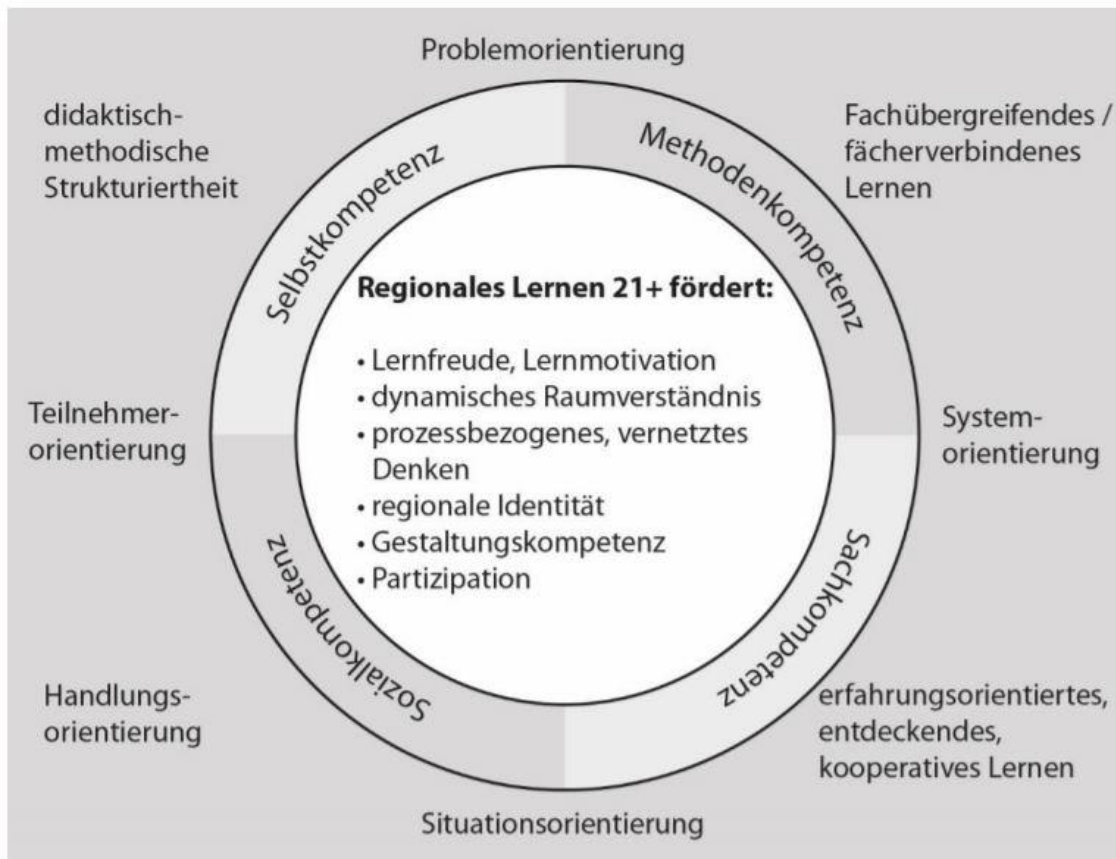 Problemorientierung
didaktisch-
methodische
Strukturiertheit
Fachübergreifendes /
fächerverbindenes
Lernen
Selbstkompetenz
Methodenkompetenz
Regionales Lernen 21+ fördert:
• Lernfreude, Lernmotivation
• dynamisches Raumverständnis
• prozessbezogenes, vernetztes
Denken
• regionale Identität
• Gestaltungskompetenz
• Partizipation
Teilnehmer-
orientierung
System-
orientierung
Sozialkompetenz
Sachkompetenz
Handlungs-
orientierung
erfahrungsorientiertes,
entdeckendes,
kooperatives Lernen
Situationsorientierung